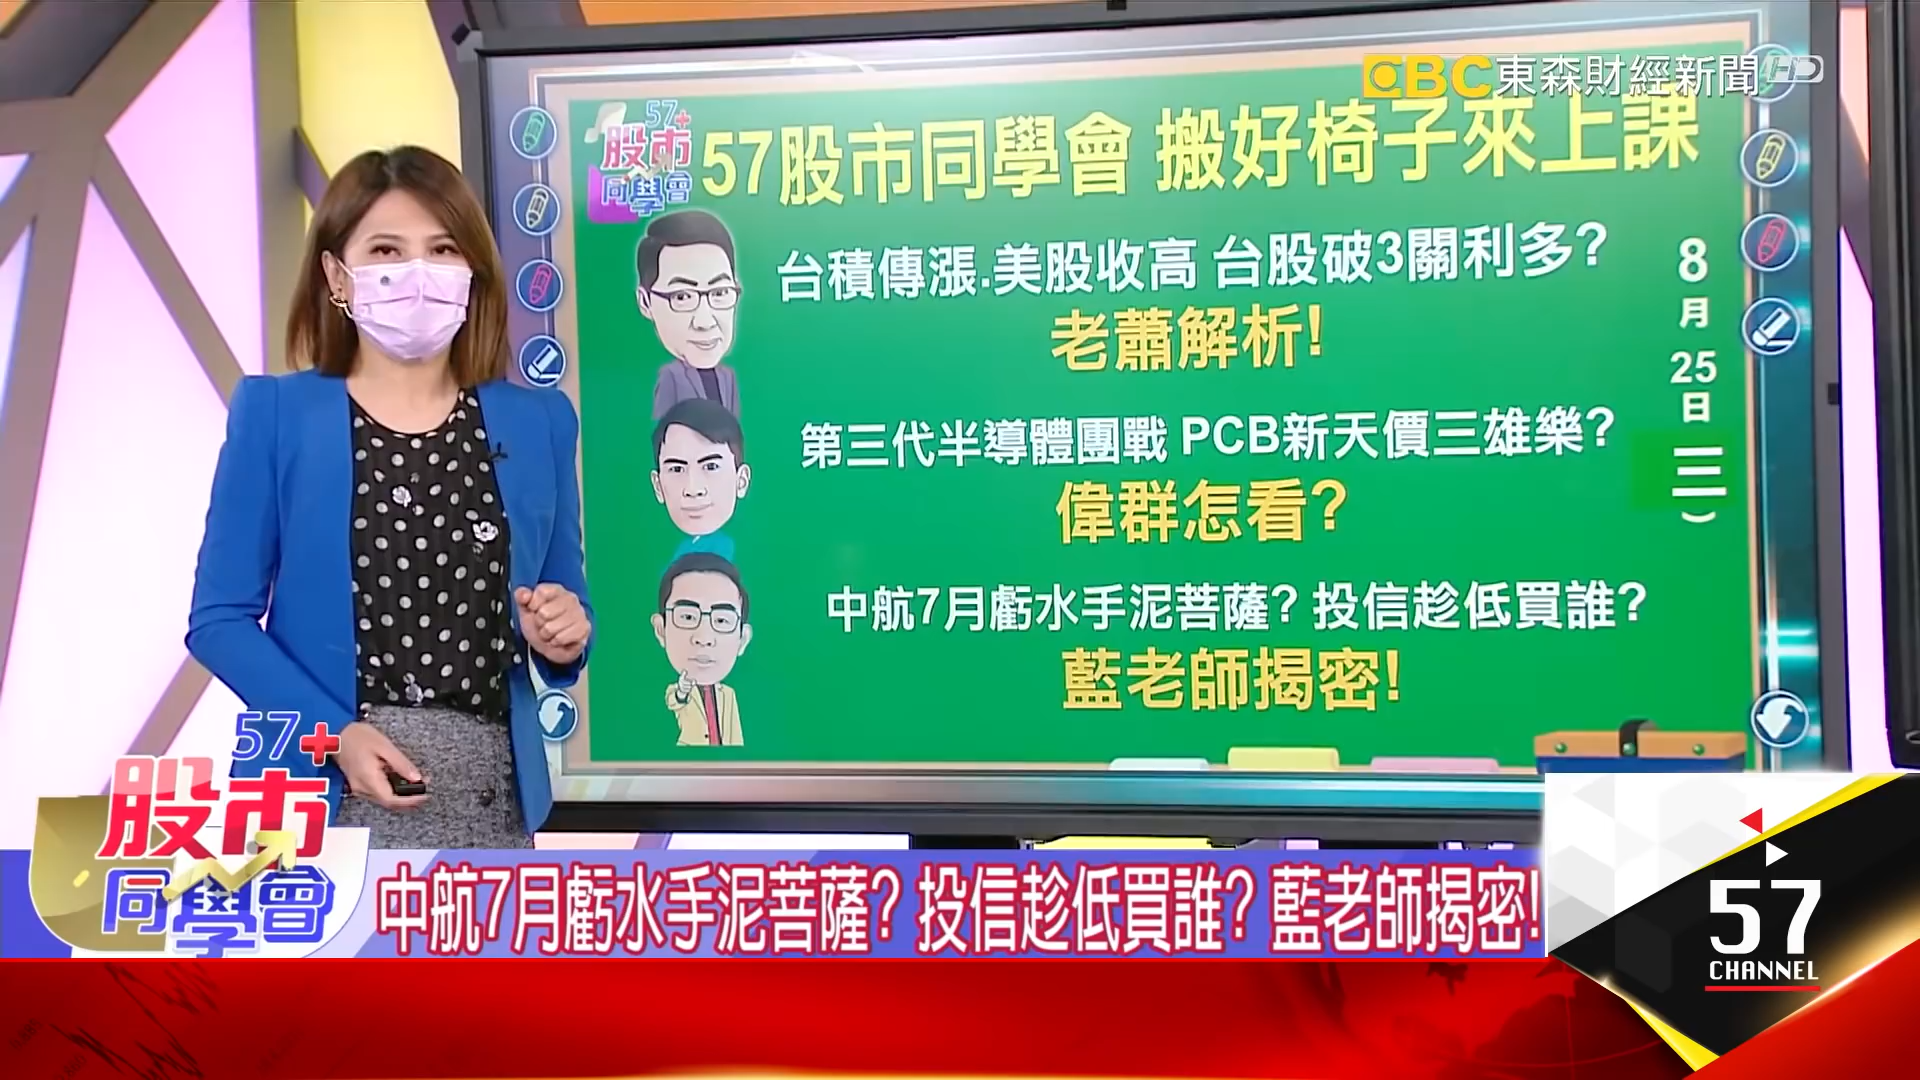 EBC東森財經新聞 HD
57+
股市
同學會
57股市同學會 搬好椅子來上課
台積傳漲.美股收高 台股破3關利多?
老蕭解析!
8
月
25
日
三
)
第三代半導體團戰 PCB新天價三雄樂?
偉群怎看?
中航7月虧水手泥菩薩? 投信趁低買誰?
藍老師揭密!
57+
股市
同學會
中航7月虧水手泥菩薩? 投信趁低買誰? 藍老師揭密!
57
CHANNEL